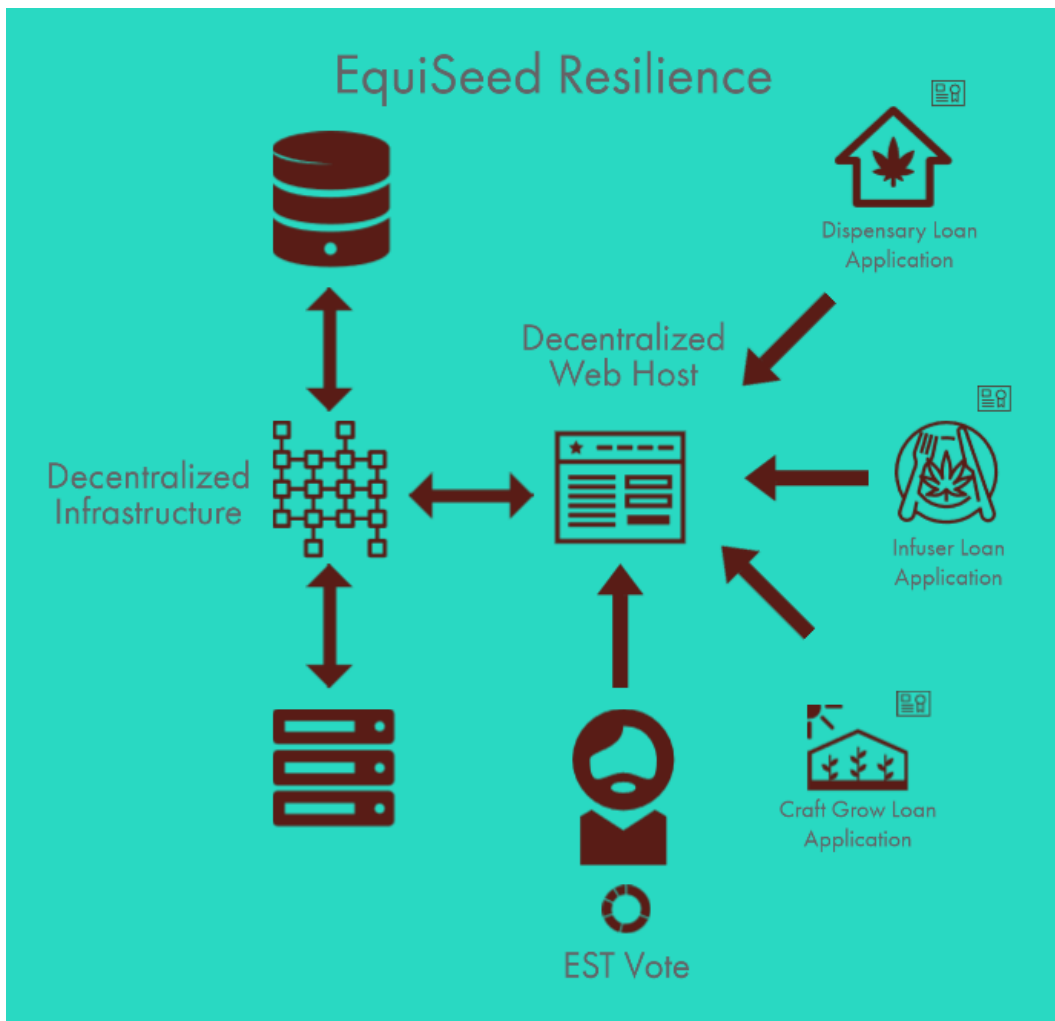 EquiSeed Resilience
Dispensary Loan
Application
Decentralized
Web Host
Decentralized
Infrastructure
Infuser Loan
Application
Craft Grow Loan
Application
EST Vote